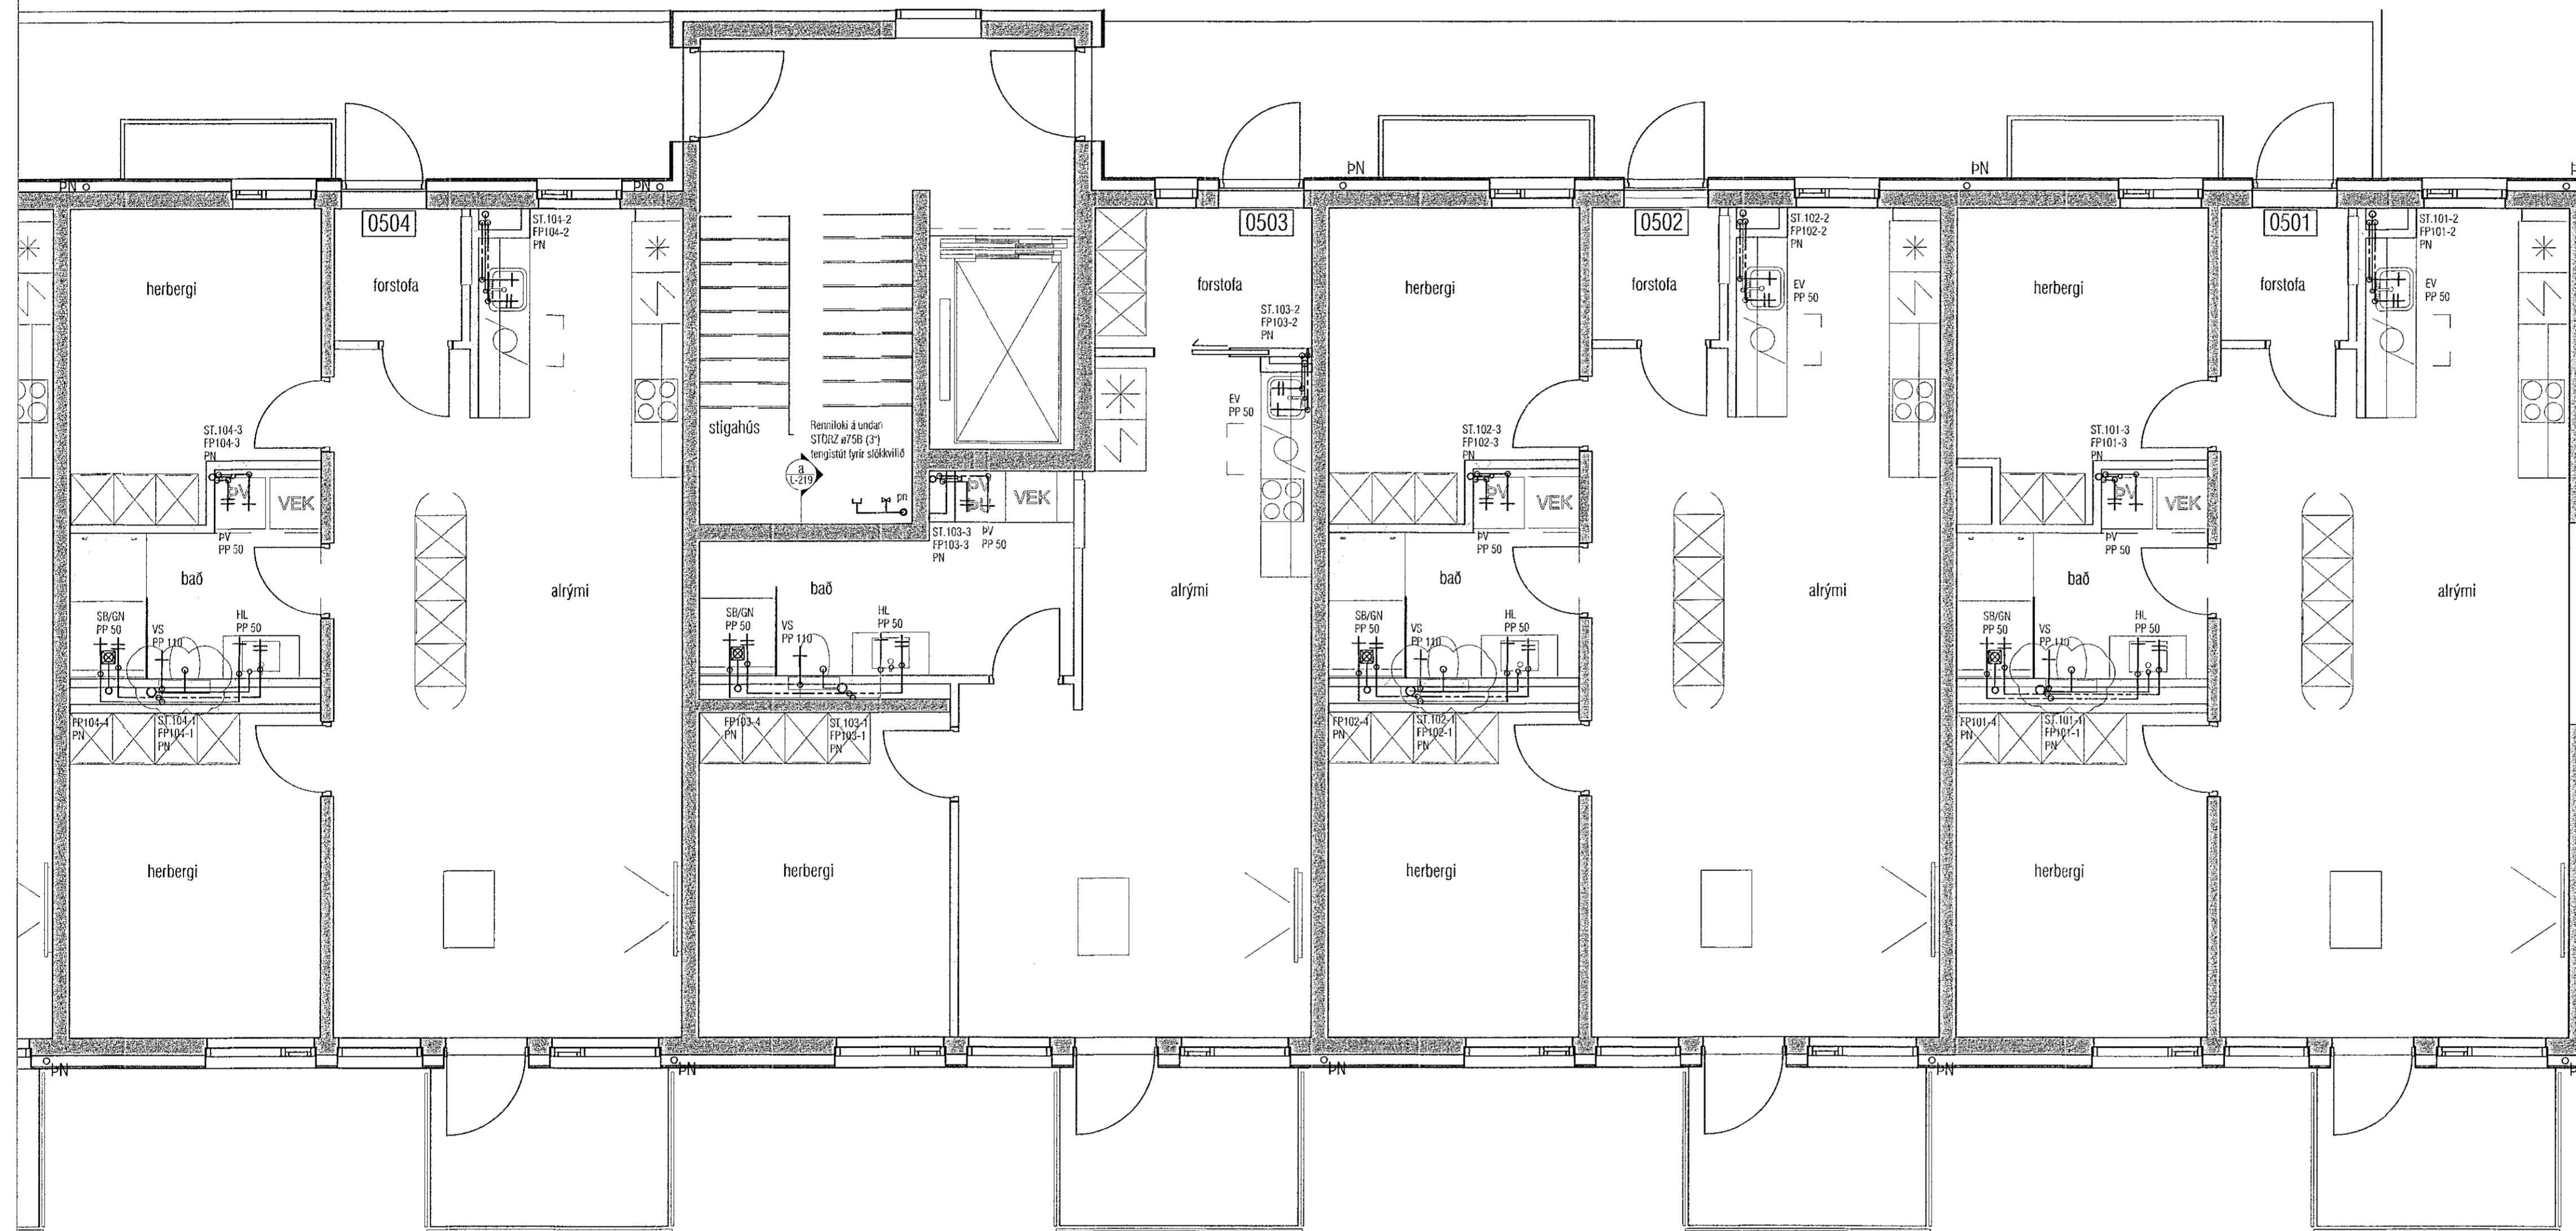 ÞN
ÞN
ÞN
ÞN
0504
ST.104-2
FP104-2
PN
herbergi
forstofa
ST.104-3
FP104-3
PN
ÞV
VEK
ÞV
PP 50
bað
alrými
SB/GN
PP 50
VS
PP 110
HL
PP 50
FP104-4
PN
ST.104-1
FP104-1
PN
herbergi
stigahús
Renniloki á undan
STORZ ø75B (3")
tengistút fyrir slökkvilið
a
L-219
pn
0503
forstofa
ST.103-2
FP103-2
PN
EV
PP 50
ÞV
ÞU
VEK
ST.103-3
FP103-3
PN
ÞV
PP 50
bað
alrými
SB/GN
PP 50
VS
PP 110
HL
PP 50
FP103-4
PN
ST.103-1
FP103-1
PN
herbergi
0502
ST.102-2
FP102-2
PN
herbergi
forstofa
EV
PP 50
ST.102-3
FP102-3
PN
ÞV
VEK
ÞV
PP 50
bað
alrými
SB/GN
PP 50
VS
PP 110
HL
PP 50
FP102-4
PN
ST.102-1
FP102-1
PN
herbergi
0501
ST.101-2
FP101-2
PN
herbergi
forstofa
EV
PP 50
ST.101-3
FP101-3
PN
ÞV
VEK
ÞV
PP 50
bað
alrými
SB/GN
PP 50
VS
PP 110
HL
PP 50
FP101-4
PN
ST.101-1
FP101-1
PN
herbergi
ÞN
ÞN
ÞN
ÞN